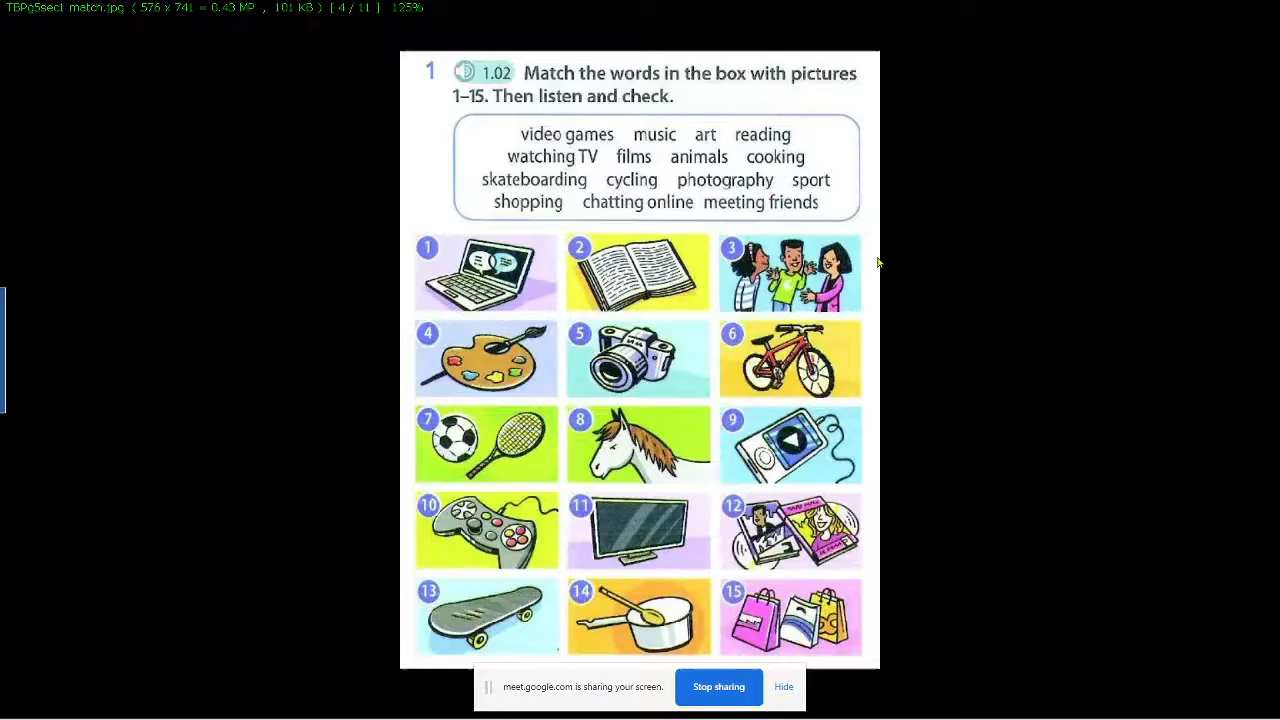 TBPg5sec1 match.jpg ( 576 x 741 = 0.43 MP , 101 KB ) [ 4 / 11 ] 125%
1 1.02 Match the words in the box with pictures
1–15. Then listen and check.
video games music art reading
watching TV films animals cooking
skateboarding cycling photography sport
shopping chatting online meeting friends
1 2 3
4 5 6
7 8 9
10 11 12
13 14 15
meet.google.com is sharing your screen. Stop sharing Hide